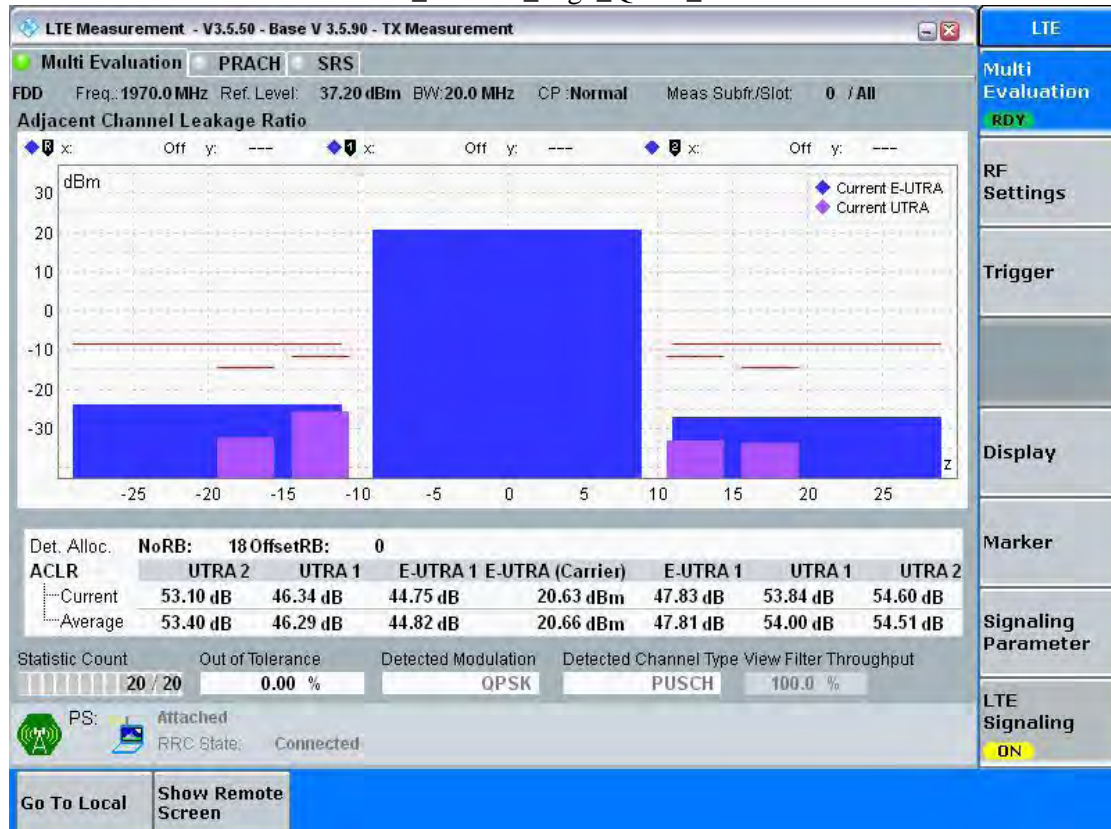 LTE Measurement - V3.5.50 - Base V 3.5.90 - TX Measurement
LTE
Multi Evaluation PRACH SRS
FDD Freq.: 1970.0 MHz Ref. Level: 37.20 dBm BW: 20.0 MHz CP : Normal Meas Subfr./Slot: 0 / All
Adjacent Channel Leakage Ratio
R x: Off y: --- 1 x: Off y: --- 2 x: Off y: ---
dBm
Current E-UTRA
Current UTRA
30
20
10
0
-10
-20
-30
Z
-25 -20 -15 -10 -5 0 5 10 15 20 25
Det. Alloc. NoRB: 18 OffsetRB: 0
ACLR UTRA 2 UTRA 1 E-UTRA 1 E-UTRA (Carrier) E-UTRA 1 UTRA 1 UTRA 2
Current 53.10 dB 46.34 dB 44.75 dB 20.63 dBm 47.83 dB 53.84 dB 54.60 dB
Average 53.40 dB 46.29 dB 44.82 dB 20.66 dBm 47.81 dB 54.00 dB 54.51 dB
Statistic Count Out of Tolerance Detected Modulation Detected Channel Type View Filter Throughput
20 / 20 0.00 % QPSK PUSCH 100.0 %
PS: Attached
RRC State: Connected
Multi
Evaluation
RDY
RF
Settings
Trigger
Display
Marker
Signaling
Parameter
LTE
Signaling
ON
Go To Local
Show Remote
Screen